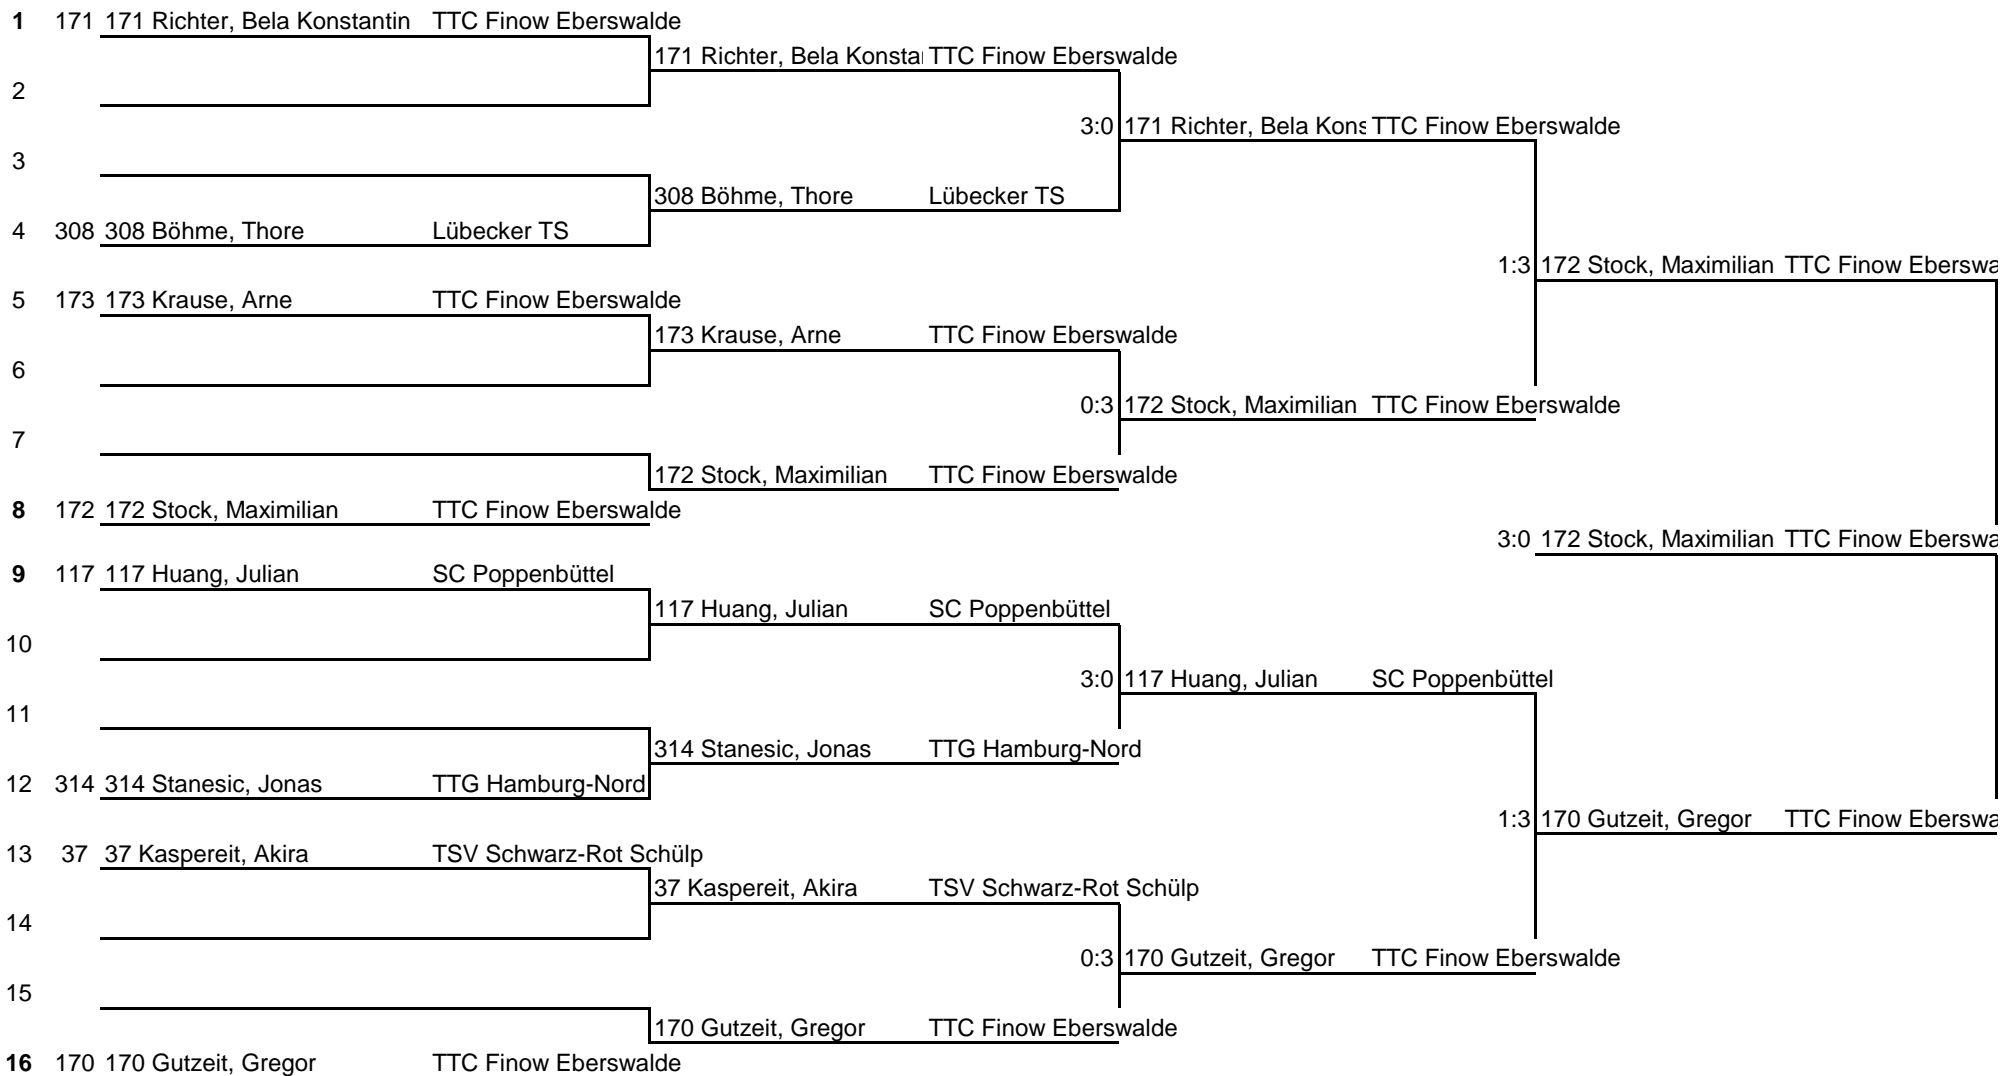 1 171 171 Richter, Bela Konstantin TTC Finow Eberswalde
171 Richter, Bela Konsta TTC Finow Eberswalde
2
3:0 171 Richter, Bela Kons TTC Finow Eberswalde
3
308 Böhme, Thore Lübecker TS
4 308 308 Böhme, Thore Lübecker TS
1:3 172 Stock, Maximilian TTC Finow Eberswa
5 173 173 Krause, Arne TTC Finow Eberswalde
173 Krause, Arne TTC Finow Eberswalde
6
0:3 172 Stock, Maximilian TTC Finow Eberswalde
7
172 Stock, Maximilian TTC Finow Eberswalde
8 172 172 Stock, Maximilian TTC Finow Eberswalde
3:0 172 Stock, Maximilian TTC Finow Eberswa
9 117 117 Huang, Julian SC Poppenbüttel
117 Huang, Julian SC Poppenbüttel
10
3:0 117 Huang, Julian SC Poppenbüttel
11
314 Stanesic, Jonas TTG Hamburg-Nord
12 314 314 Stanesic, Jonas TTG Hamburg-Nord
1:3 170 Gutzeit, Gregor TTC Finow Eberswa
13 37 37 Kaspereit, Akira TSV Schwarz-Rot Schülp
37 Kaspereit, Akira TSV Schwarz-Rot Schülp
14
0:3 170 Gutzeit, Gregor TTC Finow Eberswalde
15
170 Gutzeit, Gregor TTC Finow Eberswalde
16 170 170 Gutzeit, Gregor TTC Finow Eberswalde